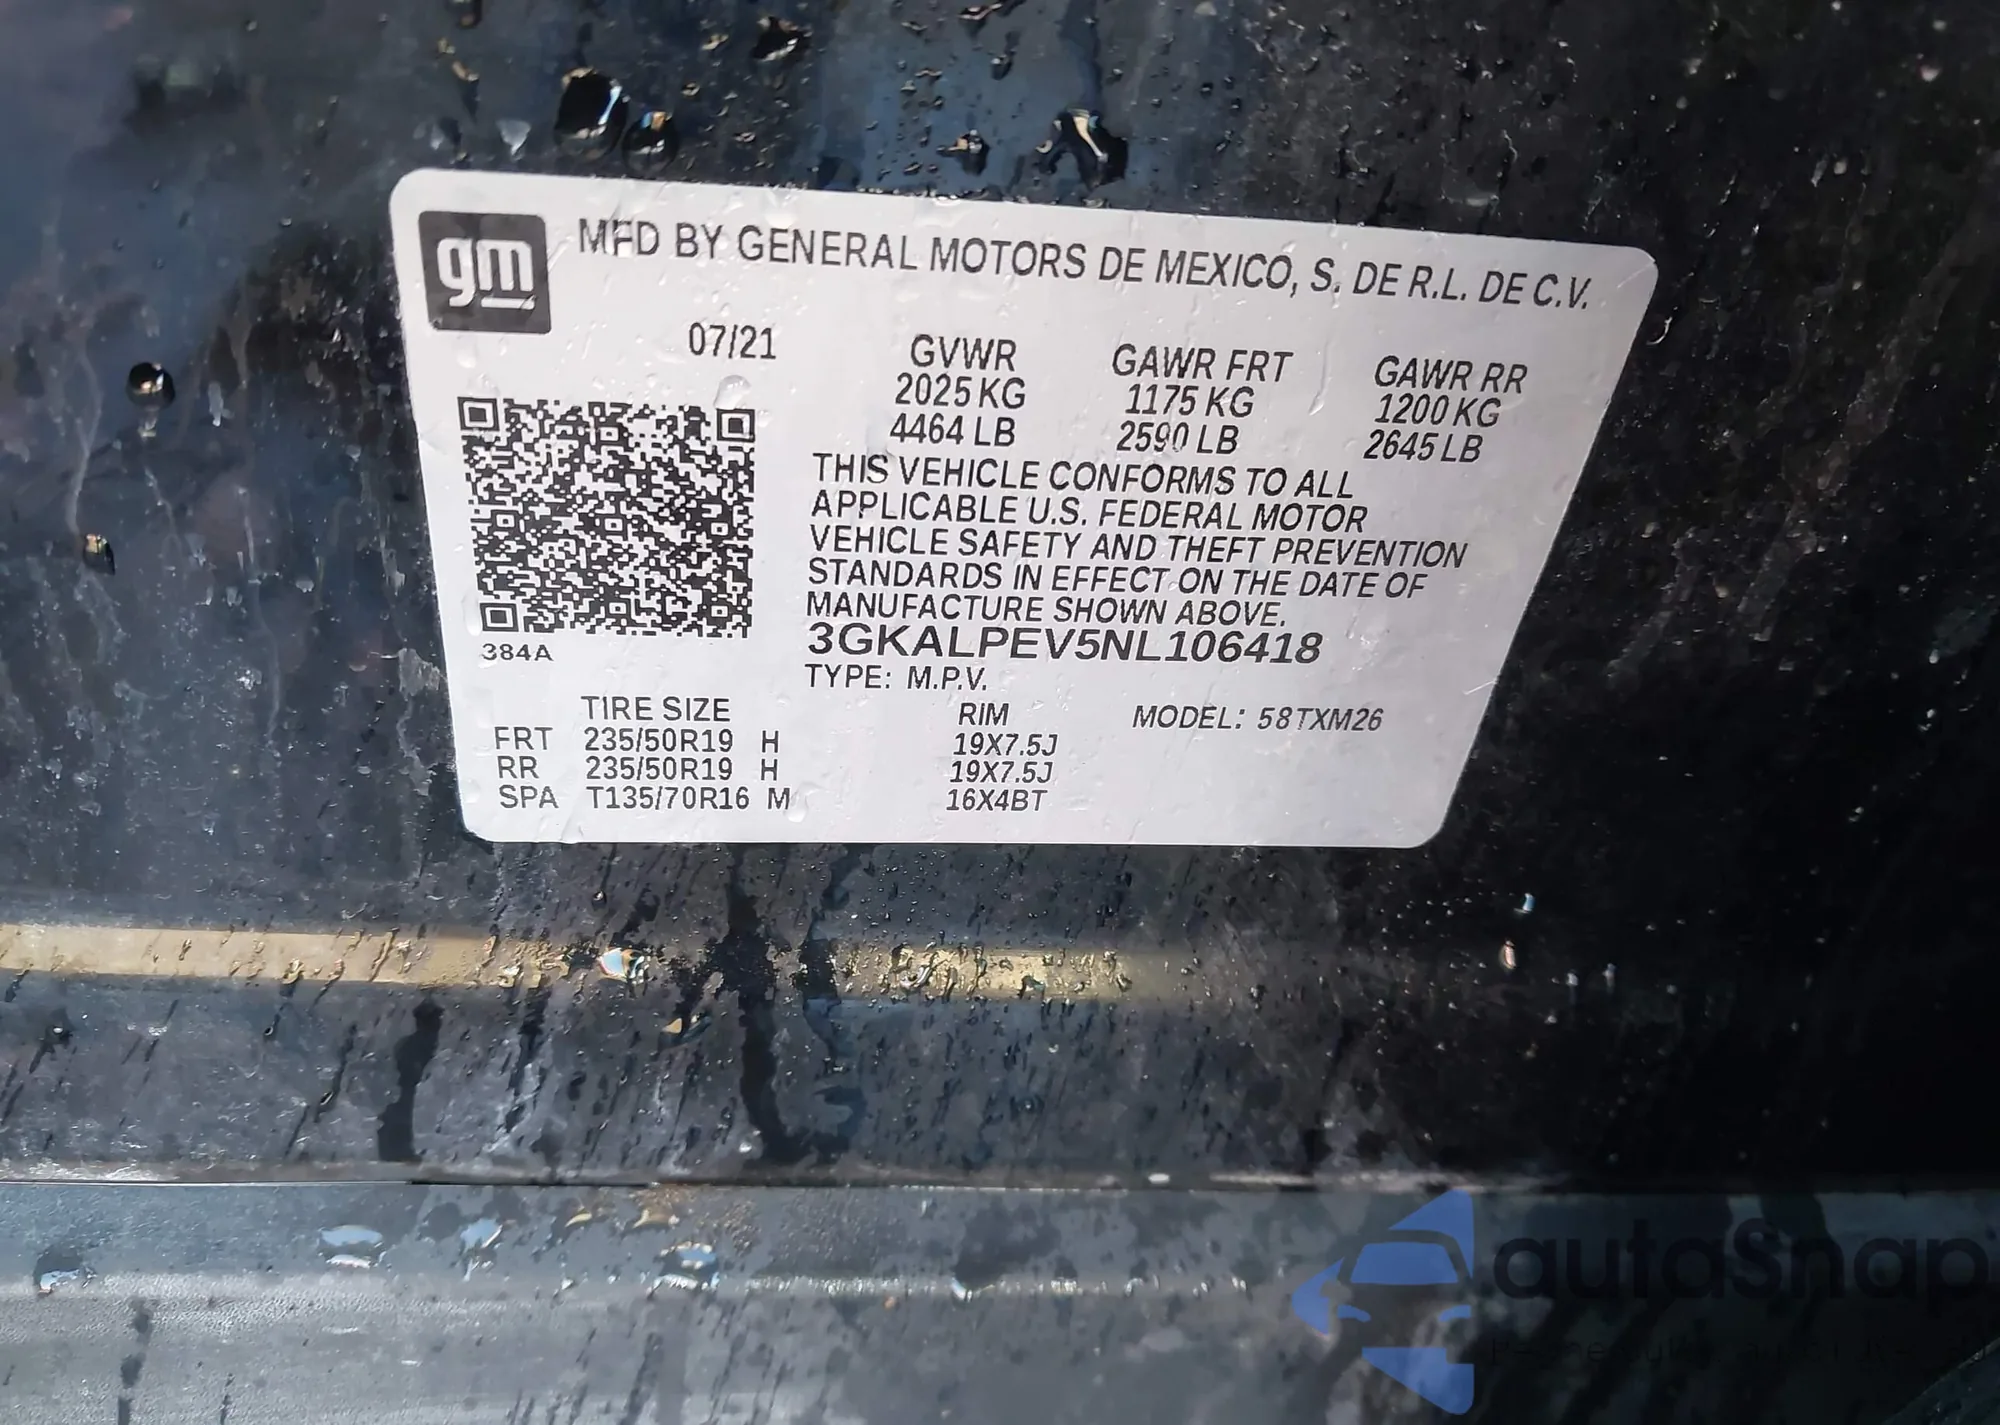 gm
MFD BY GENERAL MOTORS DE MEXICO, S. DE R.L. DE C.V.
07/21
GVWR GAWR FRT GAWR RR
2025 KG 1175 KG 1200 KG
4464 LB 2590 LB 2645 LB
THIS VEHICLE CONFORMS TO ALL
APPLICABLE U.S. FEDERAL MOTOR
VEHICLE SAFETY AND THEFT PREVENTION
STANDARDS IN EFFECT ON THE DATE OF
MANUFACTURE SHOWN ABOVE.
3GKALPEV5NL106418
384A
TYPE: M.P.V.
TIRE SIZE RIM MODEL: 58TXM26
FRT 235/50R19 H 19X7.5J
RR 235/50R19 H 19X7.5J
SPA T135/70R16 M 16X4BT
autoSnap